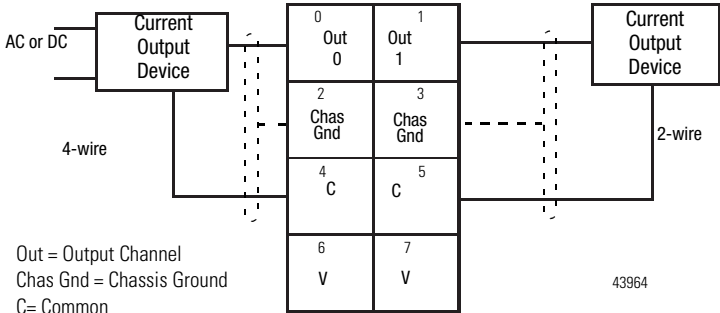 AC or DC
Current
Output
Device
4-wire
0
Out
0
1
Out
1
2
Chas
Gnd
3
Chas
Gnd
4
C
5
C
6
V
7
V
Current
Output
Device
2-wire
Out = Output Channel
Chas Gnd = Chassis Ground
C= Common
43964